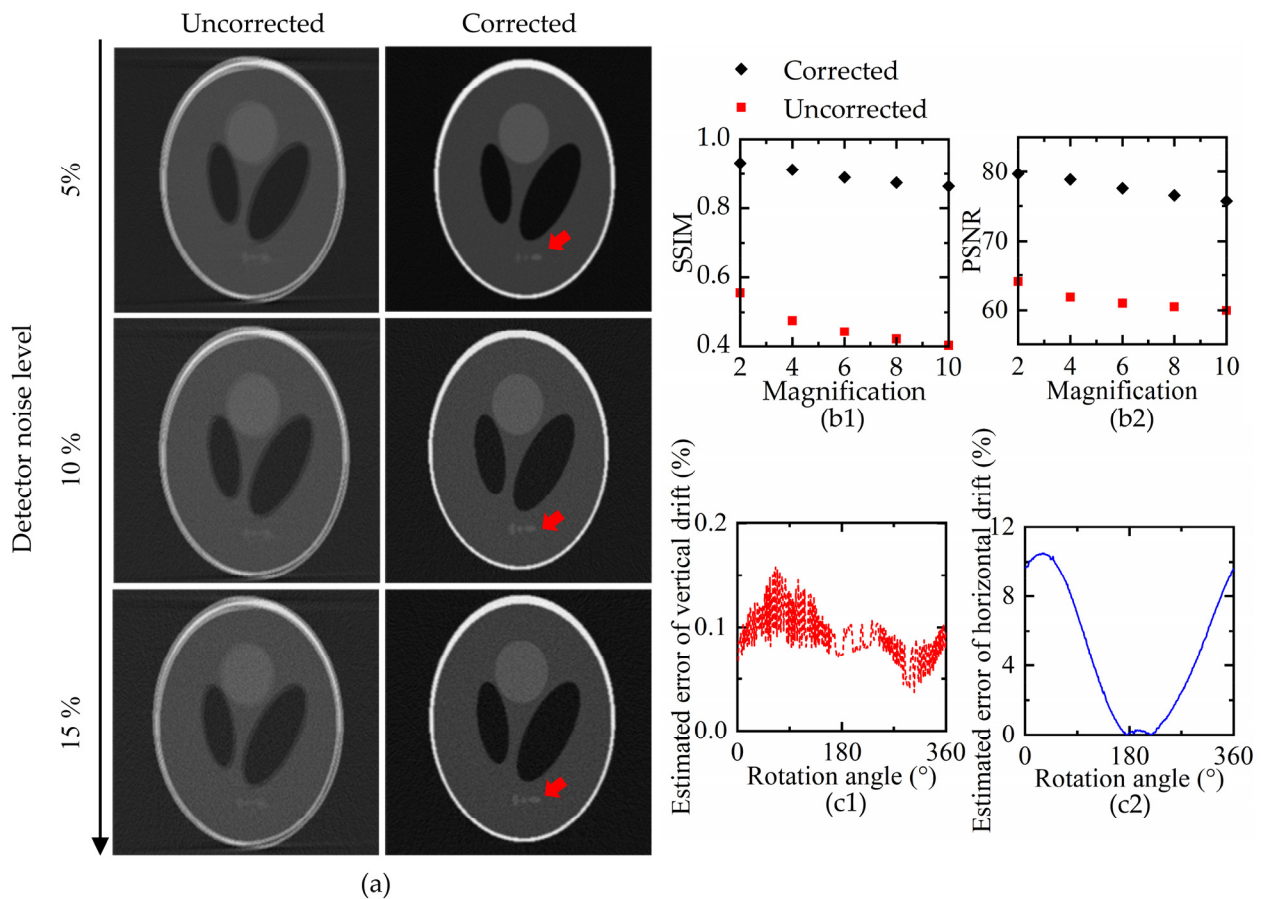 Uncorrected
Corrected
Detector noise level
5%
10 %
15 %
(a)
Corrected
Uncorrected
SSIM
1.0
0.8
0.6
0.4
2 4 6 8 10
Magnification
(b1)
PSNR
80
75
70
65
60
2 4 6 8 10
Magnification
(b2)
Estimated error of vertical drift (%)
0.2
0.1
0.0
0 180 360
Rotation angle (°)
(c1)
Estimated error of horizontal drift (%)
12
8
4
0
0 180 360
Rotation angle (°)
(c2)